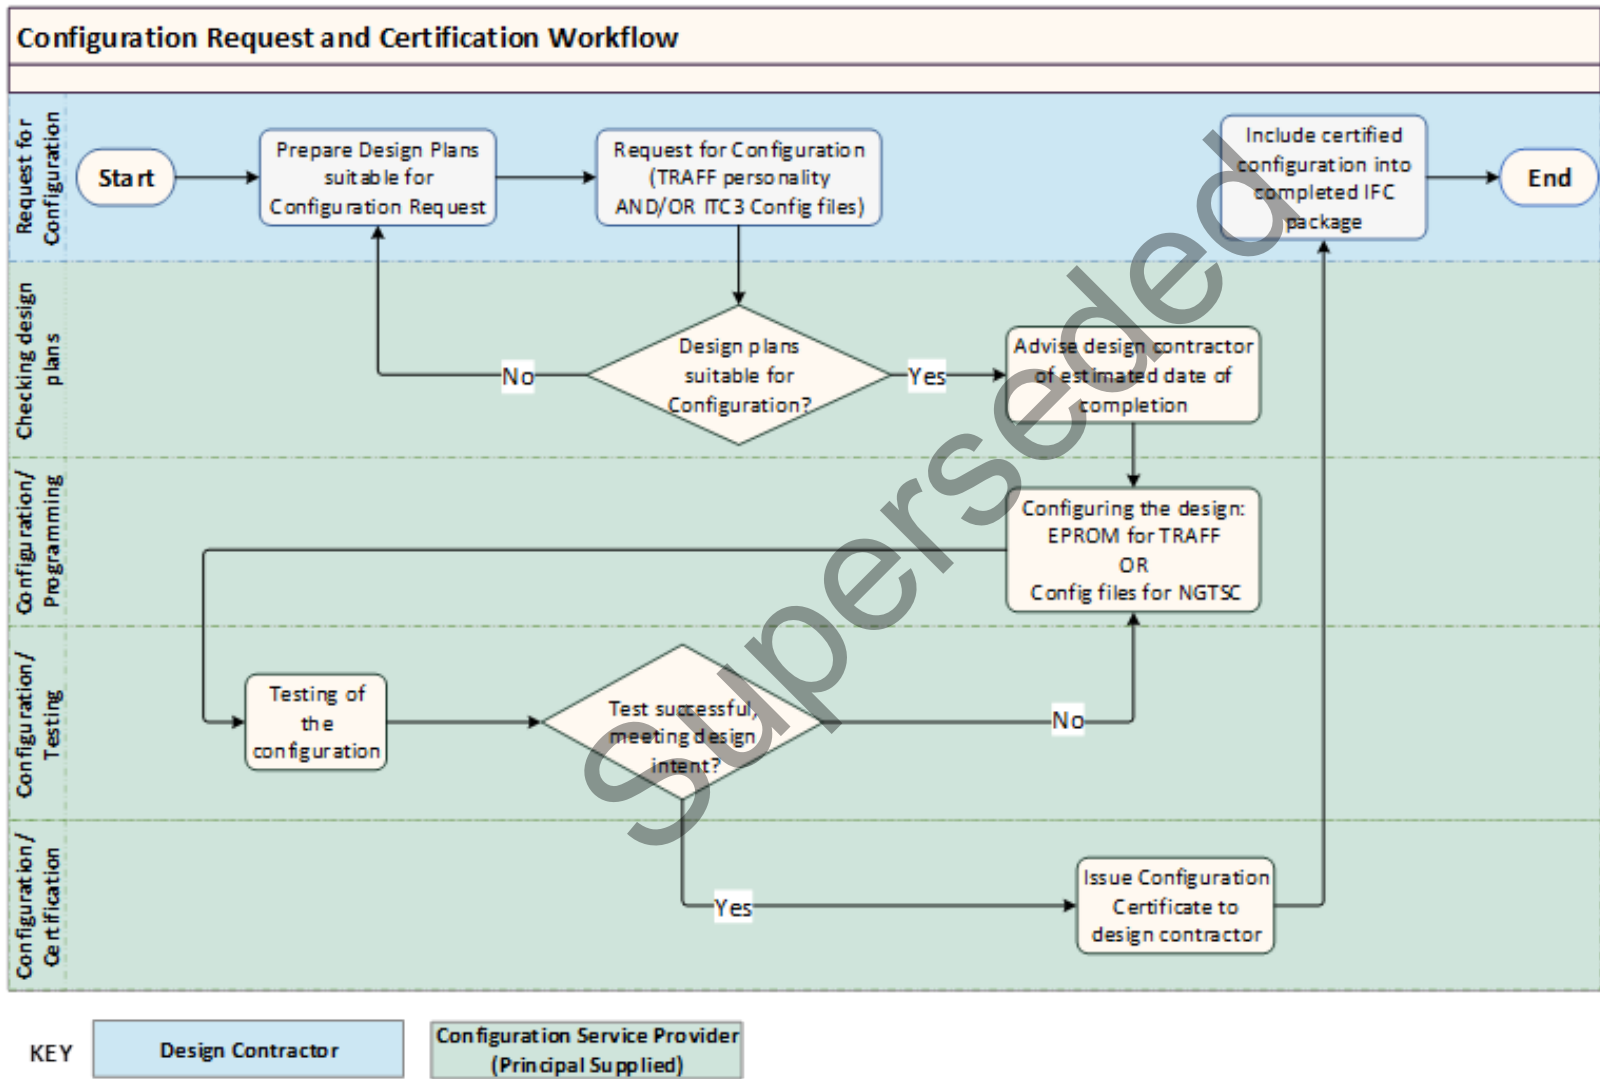 Configuration Request and Certification Workflow
Request for
Configuration
Start
Prepare Design Plans
suitable for
Configuration Request
Request for Configuration
(TRAFF personality
AND/OR ITC3 Config files)
Include certified
configuration into
completed IFC
package
End
Checking design
plans
No
Design plans
suitable for
Configuration?
Yes
Advise design contractor
of estimated date of
completion
Configuration/
Programming
Configuring the design:
EPROM for TRAFF
OR
Config files for NGTSC
Configuration/
Testing
Testing of
the
configuration
Test successful,
meeting design
intent?
No
Configuration/
Certification
Yes
Issue Configuration
Certificate to
design contractor
Superseded
KEY
Design Contractor
Configuration Service Provider
(Principal Supplied)